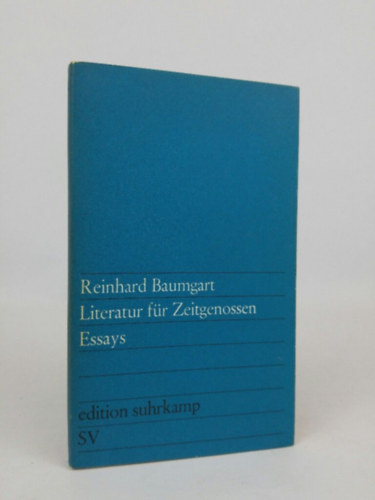 Reinhard Baumgart
Literatur für Zeitgenossen
Essays
edition suhrkamp
SV